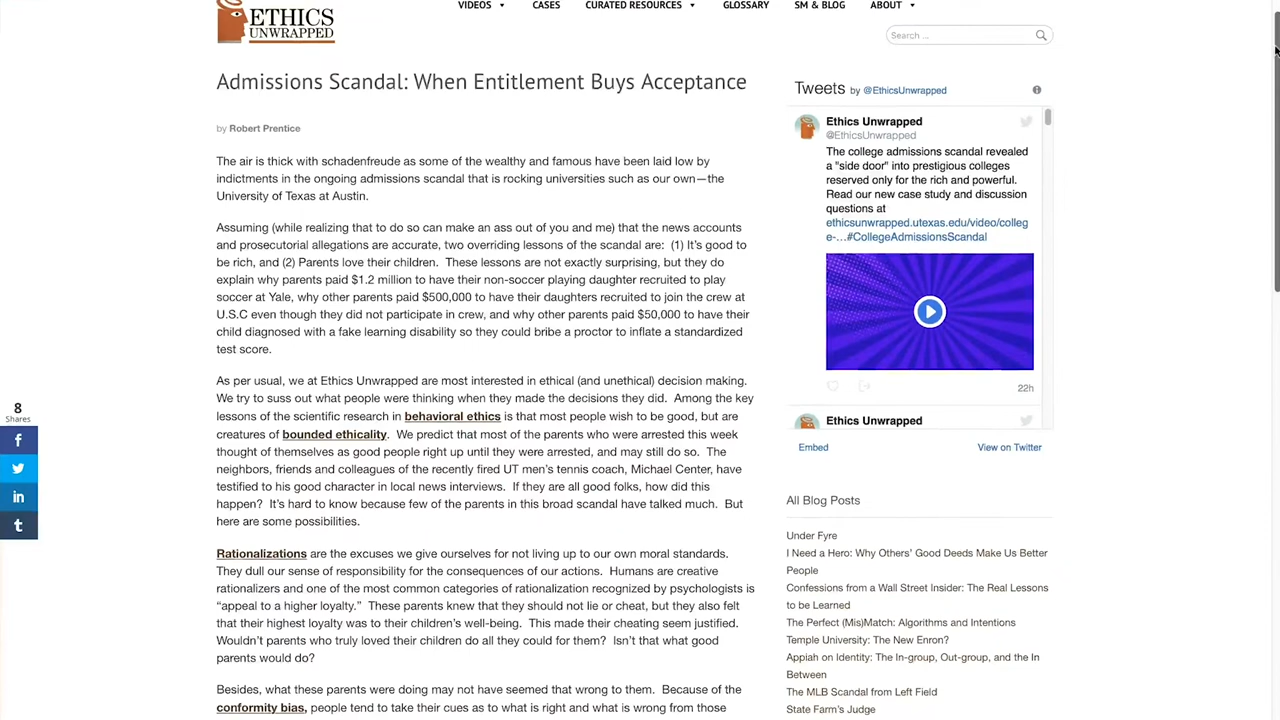 ETHICS
UNWRAPPED
VIDEOS
CASES
CURATED RESOURCES
GLOSSARY
SM & BLOG
ABOUT
Search ...
Admissions Scandal: When Entitlement Buys Acceptance
by Robert Prentice
The air is thick with schadenfreude as some of the wealthy and famous have been laid low by
indictments in the ongoing admissions scandal that is rocking universities such as our own—the
University of Texas at Austin.
Assuming (while realizing that to do so can make an ass out of you and me) that the news accounts
and prosecutorial allegations are accurate, two overriding lessons of the scandal are: (1) It's good to
be rich, and (2) Parents love their children. These lessons are not exactly surprising, but they do
explain why parents paid $1.2 million to have their non-soccer playing daughter recruited to play
soccer at Yale, why other parents paid $500,000 to have their daughters recruited to join the crew at
U.S.C even though they did not participate in crew, and why other parents paid $50,000 to have their
child diagnosed with a fake learning disability so they could bribe a proctor to inflate a standardized
test score.
As per usual, we at Ethics Unwrapped are most interested in ethical (and unethical) decision making.
We try to suss out what people were thinking when they made the decisions they did. Among the key
lessons of the scientific research in behavioral ethics is that most people wish to be good, but are
creatures of bounded ethicality. We predict that most of the parents who were arrested this week
thought of themselves as good people right up until they were arrested, and may still do so. The
neighbors, friends and colleagues of the recently fired UT men's tennis coach, Michael Center, have
testified to his good character in local news interviews. If they are all good folks, how did this
happen? It's hard to know because few of the parents in this broad scandal have talked much. But
here are some possibilities.
Rationalizations are the excuses we give ourselves for not living up to our own moral standards.
They dull our sense of responsibility for the consequences of our actions. Humans are creative
rationalizers and one of the most common categories of rationalization recognized by psychologists is
“appeal to a higher loyalty.” These parents knew that they should not lie or cheat, but they also felt
that their highest loyalty was to their children's well-being. This made their cheating seem justified.
Wouldn't parents who truly loved their children do all they could for them? Isn't that what good
parents would do?
Besides, what these parents were doing may not have seemed that wrong to them. Because of the
conformity bias, people tend to take their cues as to what is right and what is wrong from those
8
Shares
f
in
t
Tweets by @EthicsUnwrapped
Ethics Unwrapped
@EthicsUnwrapped
The college admissions scandal revealed
a "side door" into prestigious colleges
reserved only for the rich and powerful.
Read our new case study and discussion
questions at
ethicsunwrapped.utexas.edu/video/colleg
e-...#CollegeAdmissionsScandal
22h
Ethics Unwrapped
Embed
View on Twitter
All Blog Posts
Under Fyre
I Need a Hero: Why Others' Good Deeds Make Us Better
People
Confessions from a Wall Street Insider: The Real Lessons
to be Learned
The Perfect (Mis)Match: Algorithms and Intentions
Temple University: The New Enron?
Appiah on Identity: The In-group, Out-group, and the In
Between
The MLB Scandal from Left Field
State Farm's Judge